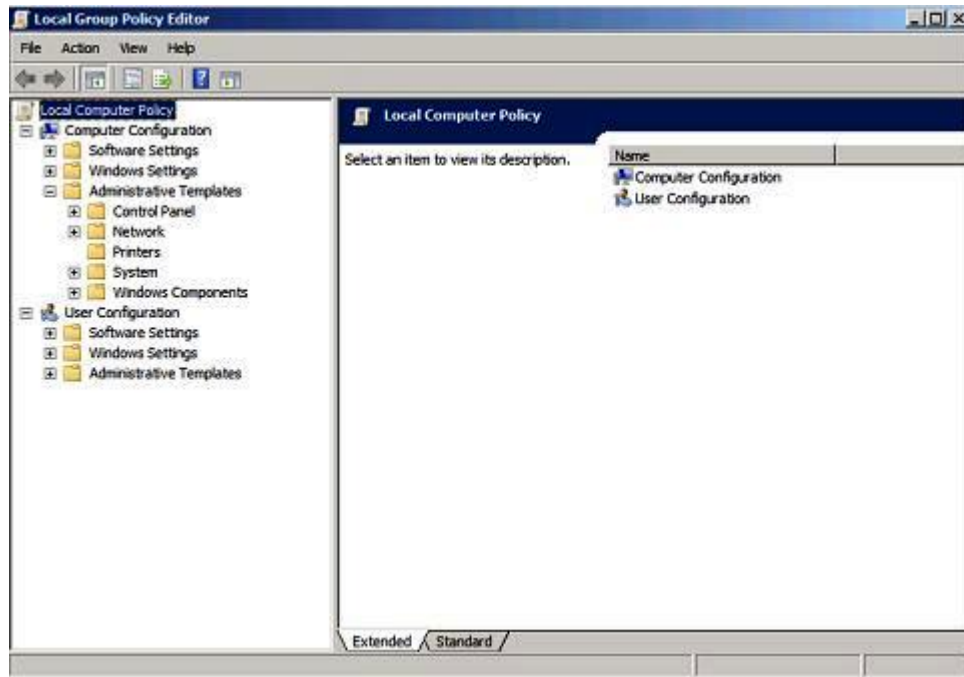 Local Group Policy Editor
File Action View Help
Local Computer Policy
Computer Configuration
Software Settings
Windows Settings
Administrative Templates
Control Panel
Network
Printers
System
Windows Components
User Configuration
Software Settings
Windows Settings
Administrative Templates
Local Computer Policy
Select an item to view its description.
Name
Computer Configuration
User Configuration
Extended Standard